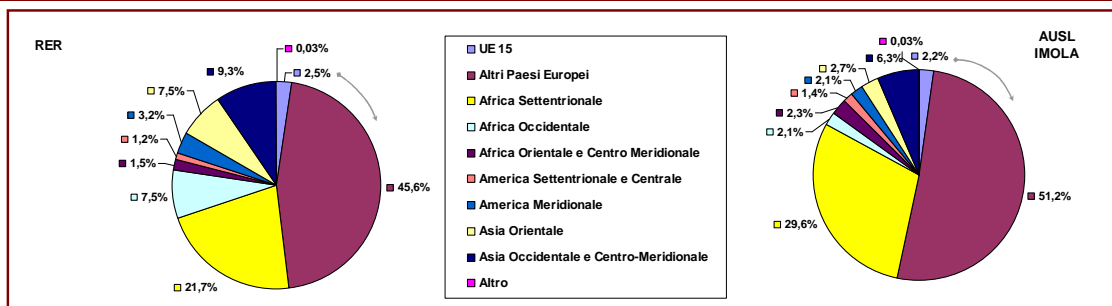 RER
0,03%
2,5%
9,3%
7,5%
3,2%
1,2%
1,5%
7,5%
21,7%
45,6%
UE 15
Altri Paesi Europei
Africa Settentrionale
Africa Occidentale
Africa Orientale e Centro Meridionale
America Settentrionale e Centrale
America Meridionale
Asia Orientale
Asia Occidentale e Centro-Meridionale
Altro
AUSL
IMOLA
0,03%
2,2%
6,3%
2,7%
2,1%
1,4%
2,3%
2,1%
29,6%
51,2%